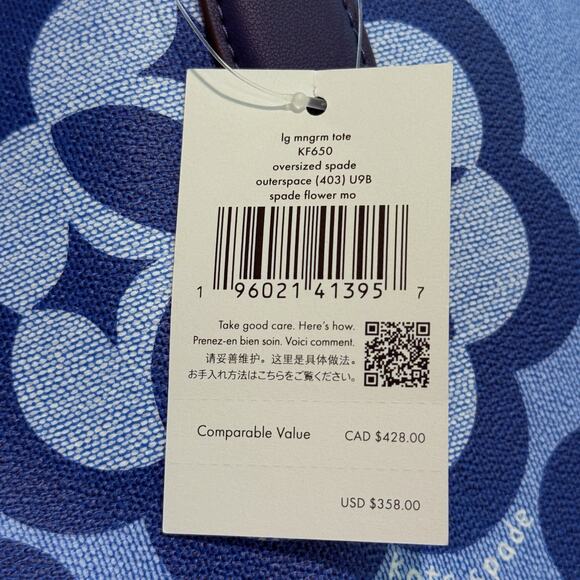 lg mngrm tote
KF650
oversized spade
outerspace (403) U9B
spade flower mo
1 96021 41395 7
Take good care. Here's how.
Prenez-en bien soin. Voici comment.
请妥善维护。这里是具体做法。
お手入れ方法はこちらをご覧ください。
Comparable Value CAD $428.00
USD $358.00
kate spade